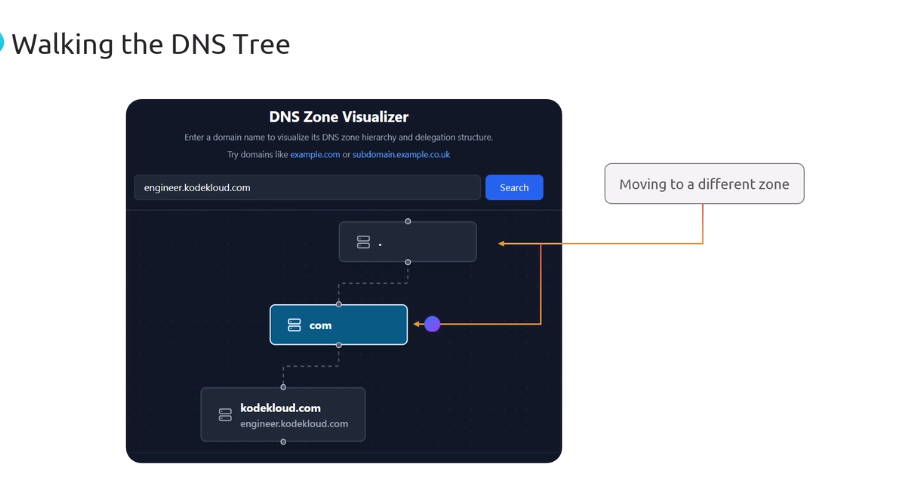 Walking the DNS Tree
DNS Zone Visualizer
Enter a domain name to visualize its DNS zone hierarchy and delegation structure.
Try domains like example.com or subdomain.example.co.uk
engineer.kodekloud.com
Search
Moving to a different zone
.
com
kodekloud.com
engineer.kodekloud.com